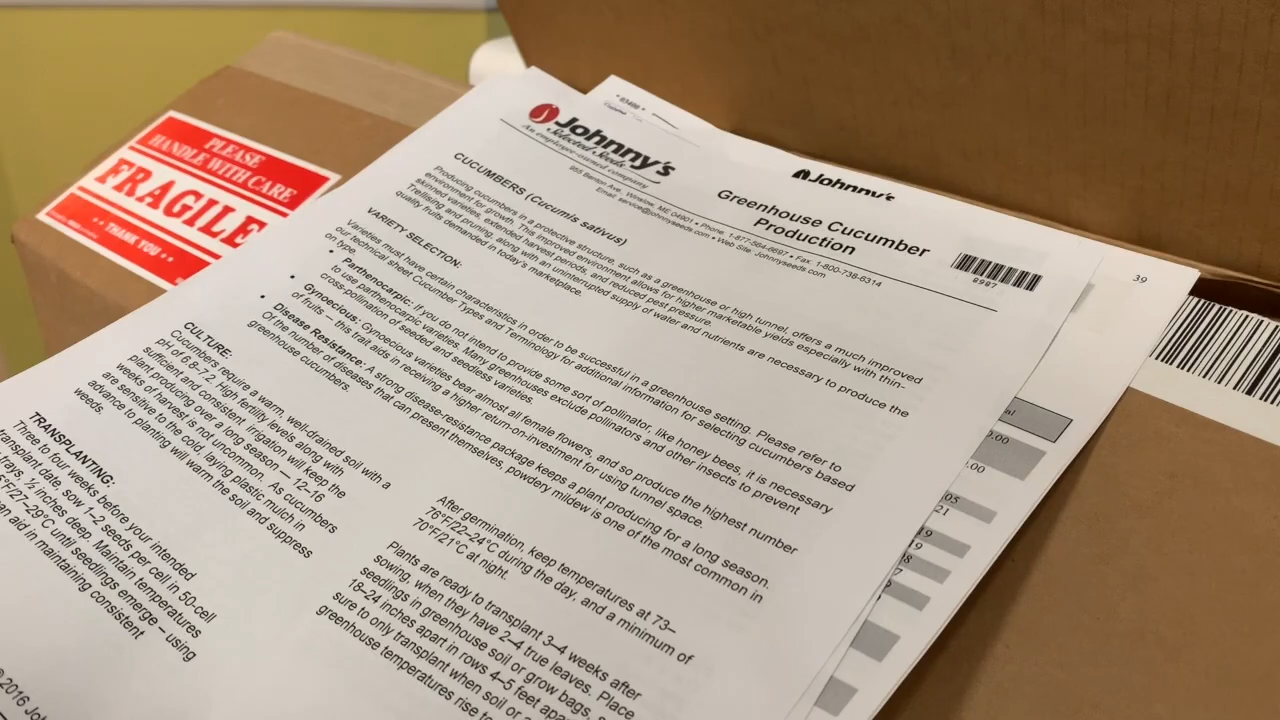 PLEASE
HANDLE WITH CARE
FRAGILE
** THANK YOU **
Johnny's
Selected Seeds
An employee-owned company
955 Benton Ave., Winslow, ME 04901 • Phone: 1-877-564-6697 • Fax: 1-800-738-6314
Email: service@johnnyseeds.com • Web Site: Johnnyseeds.com
Johnny's
39
Greenhouse Cucumber
Production
9997
CUCUMBERS (Cucumis sativus)
Producing cucumbers in a protective structure, such as a greenhouse or high tunnel, offers a much improved
environment for growth. This improved environment allows for higher marketable yields especially with thin-
skinned varieties, extended harvest periods, and reduced pest pressure.
Trellising and pruning, along with an uninterrupted supply of water and nutrients are necessary to produce the
quality fruits demanded in today's marketplace.
VARIETY SELECTION:
Varieties must have certain characteristics in order to be successful in a greenhouse setting. Please refer to
our technical sheet Cucumber Types and Terminology for additional information for selecting cucumbers based
on type.
• Parthenocarpic: If you do not intend to provide some sort of pollinator, like honey bees, it is necessary
to use parthenocarpic varieties. Many greenhouses exclude pollinators and other insects to prevent
cross-pollination of seeded and seedless varieties.
• Gynoecious: Gynoecious varieties bear almost all female flowers, and so produce the highest number
of fruits — this trait aids in receiving a higher return-on-investment for using tunnel space.
• Disease Resistance: A strong disease-resistance package keeps a plant producing for a long season.
Of the number of diseases that can present themselves, powdery mildew is one of the most common in
greenhouse cucumbers.
CULTURE:
Cucumbers require a warm, well-drained soil with a
pH of 6.8–7.2. High fertility levels along with
sufficient and consistent irrigation will keep the
plant producing over a long season — 12–16
weeks of harvest is not uncommon. As cucumbers
are sensitive to the cold, laying plastic mulch in
advance to planting will warm the soil and suppress
weeds.
TRANSPLANTING:
Three to four weeks before your intended
transplant date, sow 1–2 seeds per cell in 50-cell
trays, ½ inches deep. Maintain temperatures
°F/27–29°C until seedlings emerge – using
can aid in maintaining consistent
After germination, keep temperatures at 73–
76°F/22–24°C during the day, and a minimum of
70°F/21°C at night.
Plants are ready to transplant 3–4 weeks after
sowing, when they have 2–4 true leaves. Place
seedlings in greenhouse soil or grow bags,
18–24 inches apart in rows 4–5 feet apart
sure to only transplant when soil or
greenhouse temperatures rise to
© 2016